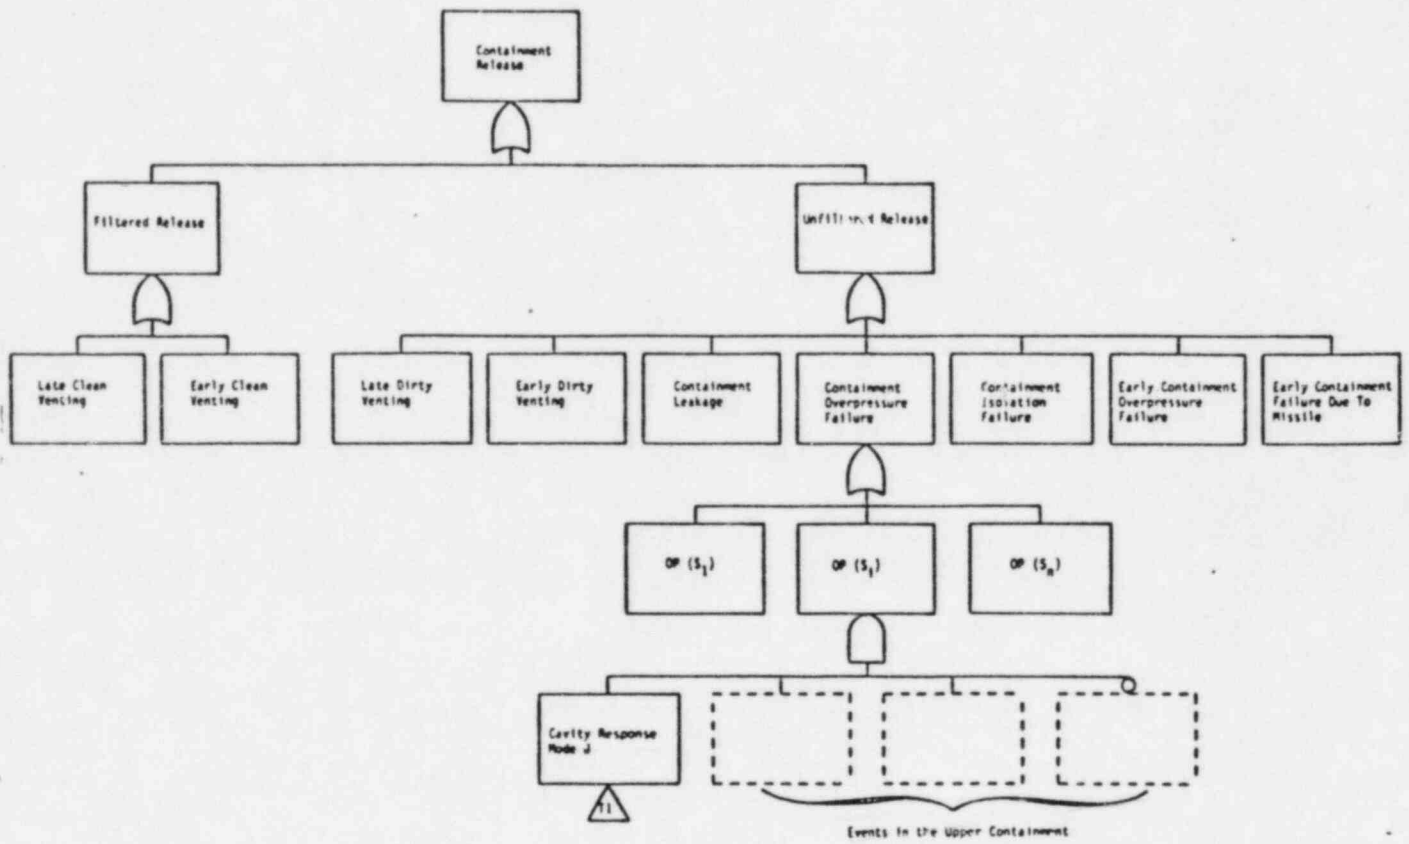 Containment
Release
Filtered Release
Unfiltered Release
Late Clean
Venting
Early Clean
Venting
Late Dirty
Venting
Early Dirty
Venting
Containment
Leakage
Containment
Overpressure
Failure
Containment
Isolation
Failure
Early Containment
Overpressure
Failure
Early Containment
Failure Due To
Missile
OP (S1)
OP (Si)
OP (Sn)
Cavity Response
Mode J
T1
Events in the Upper Containment